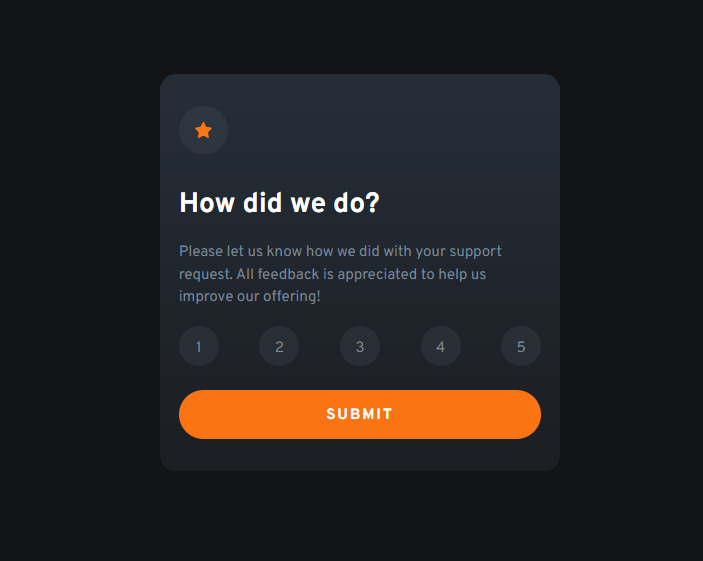 How did we do?
Please let us know how we did with your support
request. All feedback is appreciated to help us
improve our offering!
1 2 3 4 5
SUBMIT